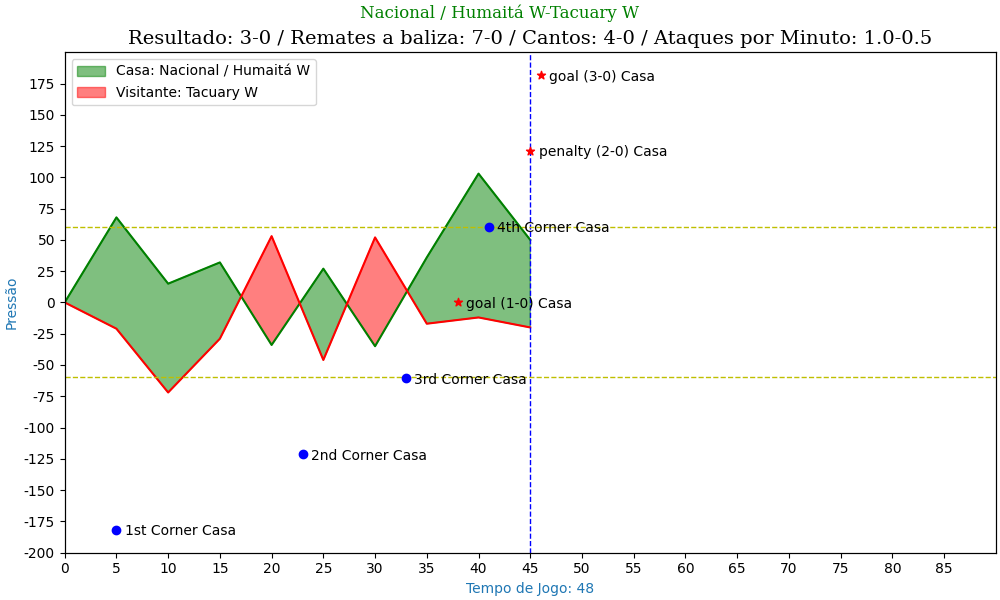 Nacional / Humaitá W-Tacuary W
Resultado: 3-0 / Remates a baliza: 7-0 / Cantos: 4-0 / Ataques por Minuto: 1.0-0.5
Casa: Nacional / Humaitá W
Visitante: Tacuary W
goal (3-0) Casa
penalty (2-0) Casa
4th Corner Casa
goal (1-0) Casa
3rd Corner Casa
2nd Corner Casa
1st Corner Casa
Pressão
175
150
125
100
75
50
25
0
-25
-50
-75
-100
-125
-150
-175
-200
0 5 10 15 20 25 30 35 40 45 50 55 60 65 70 75 80 85
Tempo de Jogo: 48